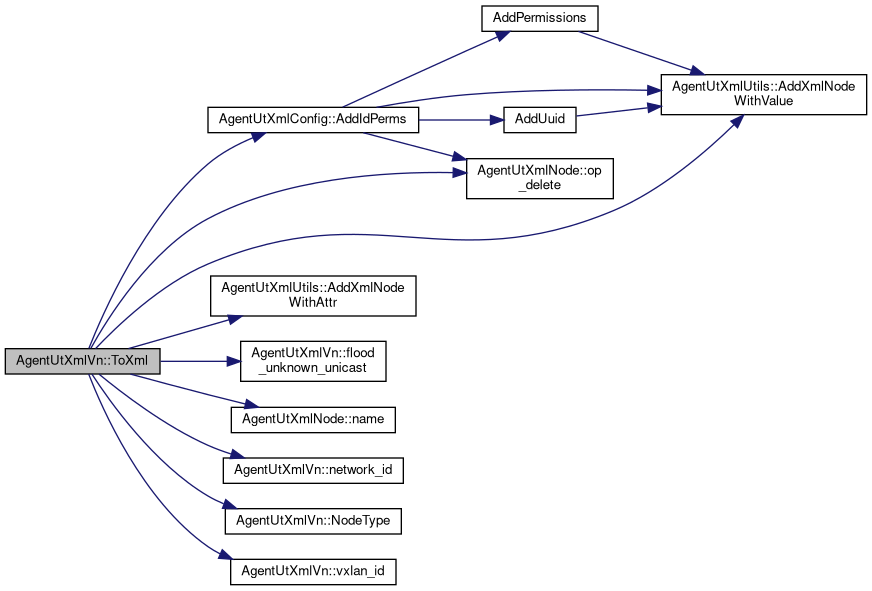 AddPermissions
AgentUtXmlUtils::AddXmlNode
WithValue
AgentUtXmlConfig::AddIdPerms
AddUuid
AgentUtXmlNode::op
_delete
AgentUtXmlUtils::AddXmlNode
WithAttr
AgentUtXmlVn::ToXml
AgentUtXmlVn::flood
_unknown_unicast
AgentUtXmlNode::name
AgentUtXmlVn::network_id
AgentUtXmlVn::NodeType
AgentUtXmlVn::vxlan_id